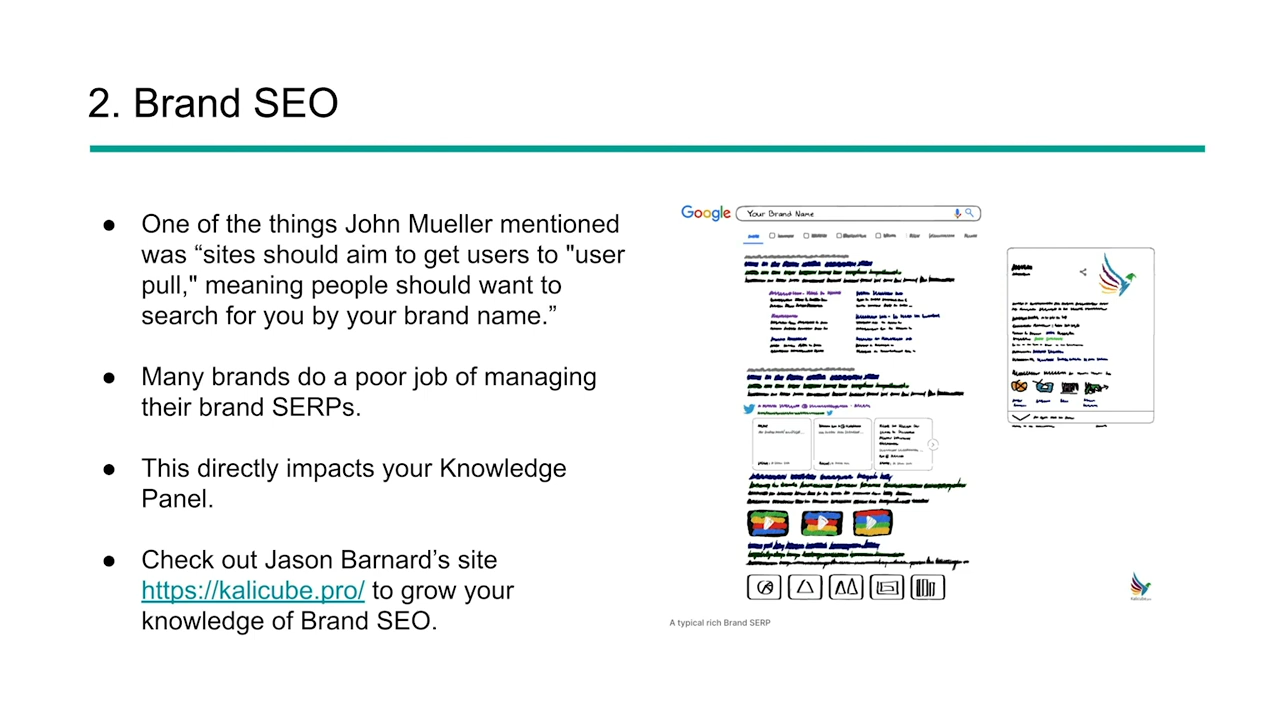 2. Brand SEO
● One of the things John Mueller mentioned
was “sites should aim to get users to "user
pull," meaning people should want to
search for you by your brand name.”
● Many brands do a poor job of managing
their brand SERPs.
● This directly impacts your Knowledge
Panel.
● Check out Jason Barnard’s site
https://kalicube.pro/ to grow your
knowledge of Brand SEO.
Google Your Brand Name
A typical rich Brand SERP